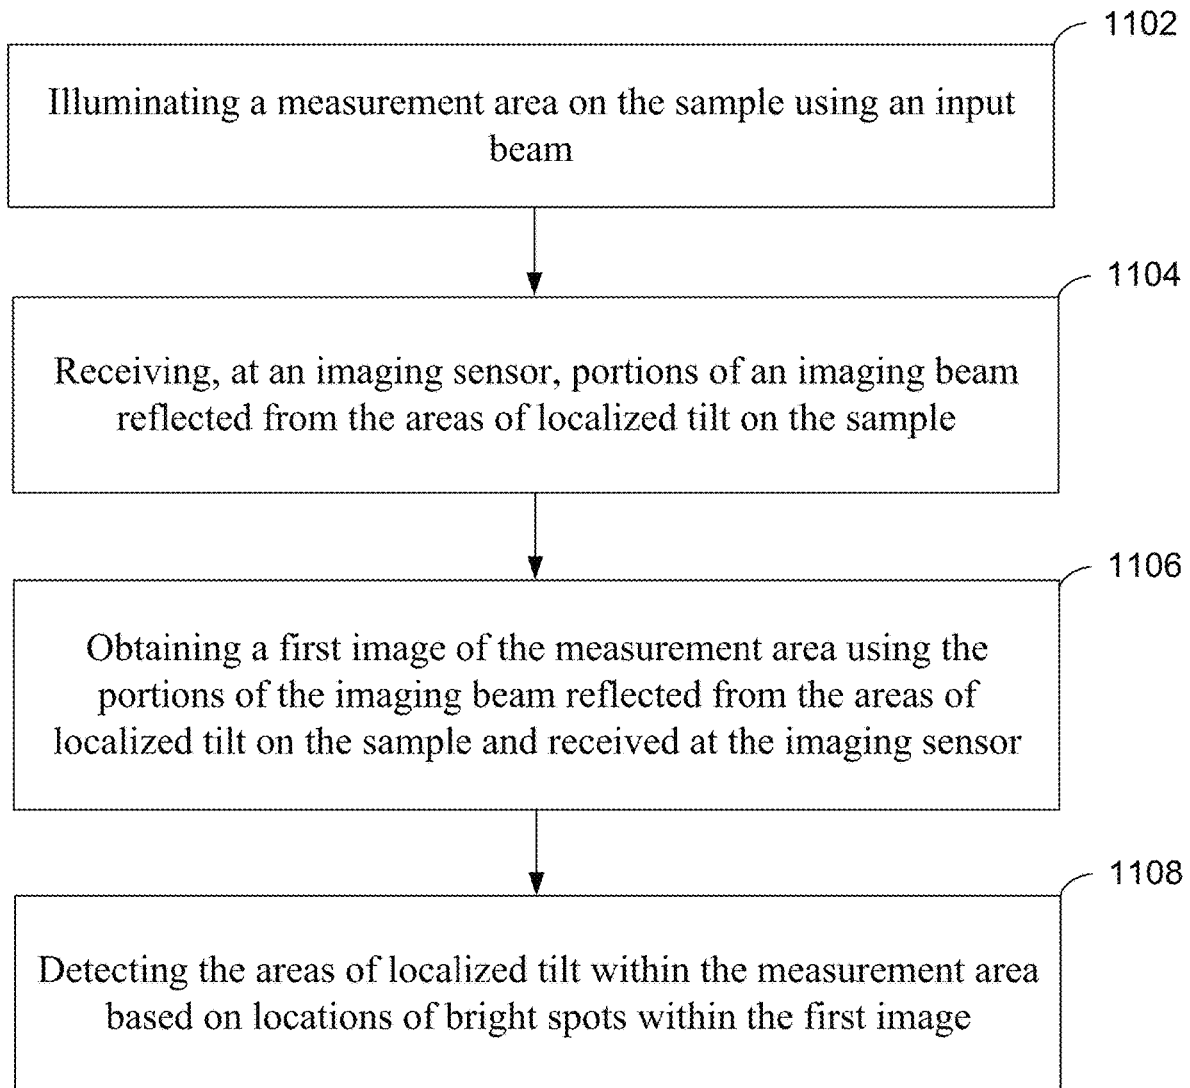 1102
Illuminating a measurement area on the sample using an input
beam
1104
Receiving, at an imaging sensor, portions of an imaging beam
reflected from the areas of localized tilt on the sample
1106
Obtaining a first image of the measurement area using the
portions of the imaging beam reflected from the areas of
localized tilt on the sample and received at the imaging sensor
1108
Detecting the areas of localized tilt within the measurement area
based on locations of bright spots within the first image